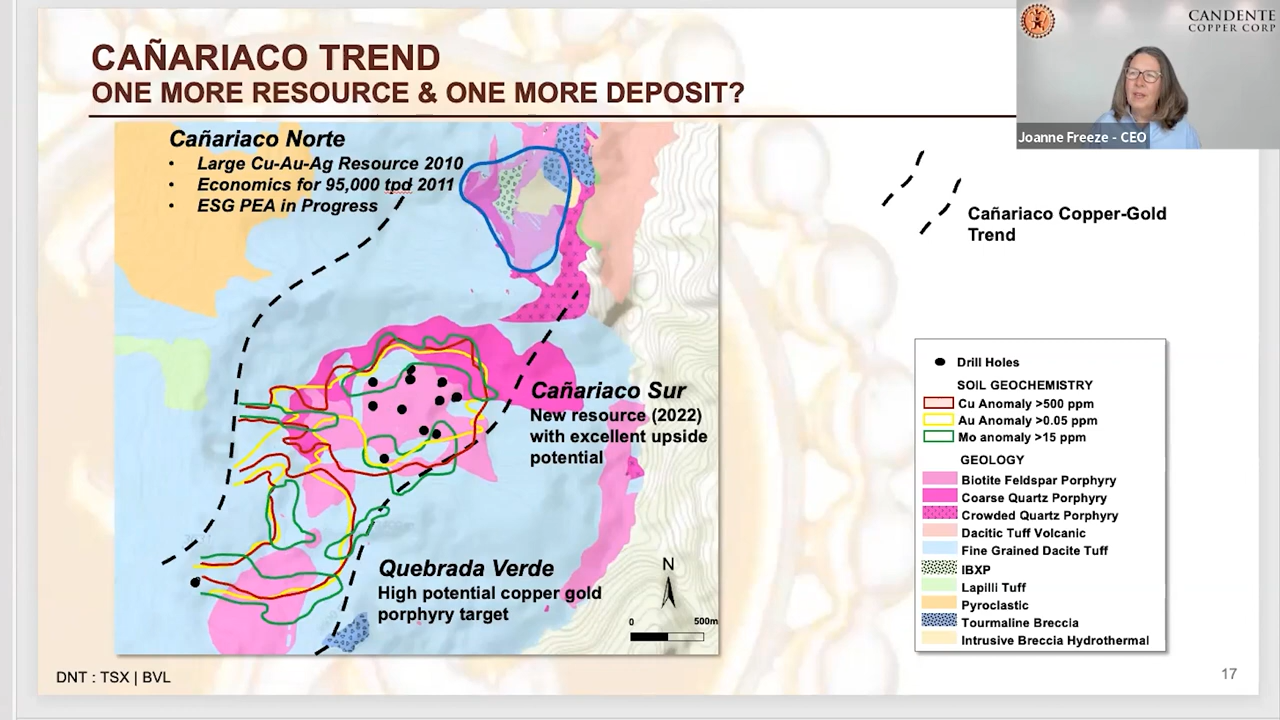 CAÑARIACO TREND
ONE MORE RESOURCE & ONE MORE DEPOSIT?
CANDENTE
COPPER CORP
Joanne Freeze - CEO
Cañariaco Norte
• Large Cu-Au-Ag Resource 2010
• Economics for 95,000 tpd 2011
• ESG PEA in Progress
Cañariaco Copper-Gold
Trend
Cañariaco Sur
New resource (2022)
with excellent upside
potential
Quebrada Verde
High potential copper gold
porphyry target
N
0 500m
Drill Holes
SOIL GEOCHEMISTRY
Cu Anomaly >500 ppm
Au Anomaly >0.05 ppm
Mo anomaly >15 ppm
GEOLOGY
Biotite Feldspar Porphyry
Coarse Quartz Porphyry
Crowded Quartz Porphyry
Dacitic Tuff Volcanic
Fine Grained Dacite Tuff
IBXP
Lapilli Tuff
Pyroclastic
Tourmaline Breccia
Intrusive Breccia Hydrothermal
DNT : TSX | BVL
17